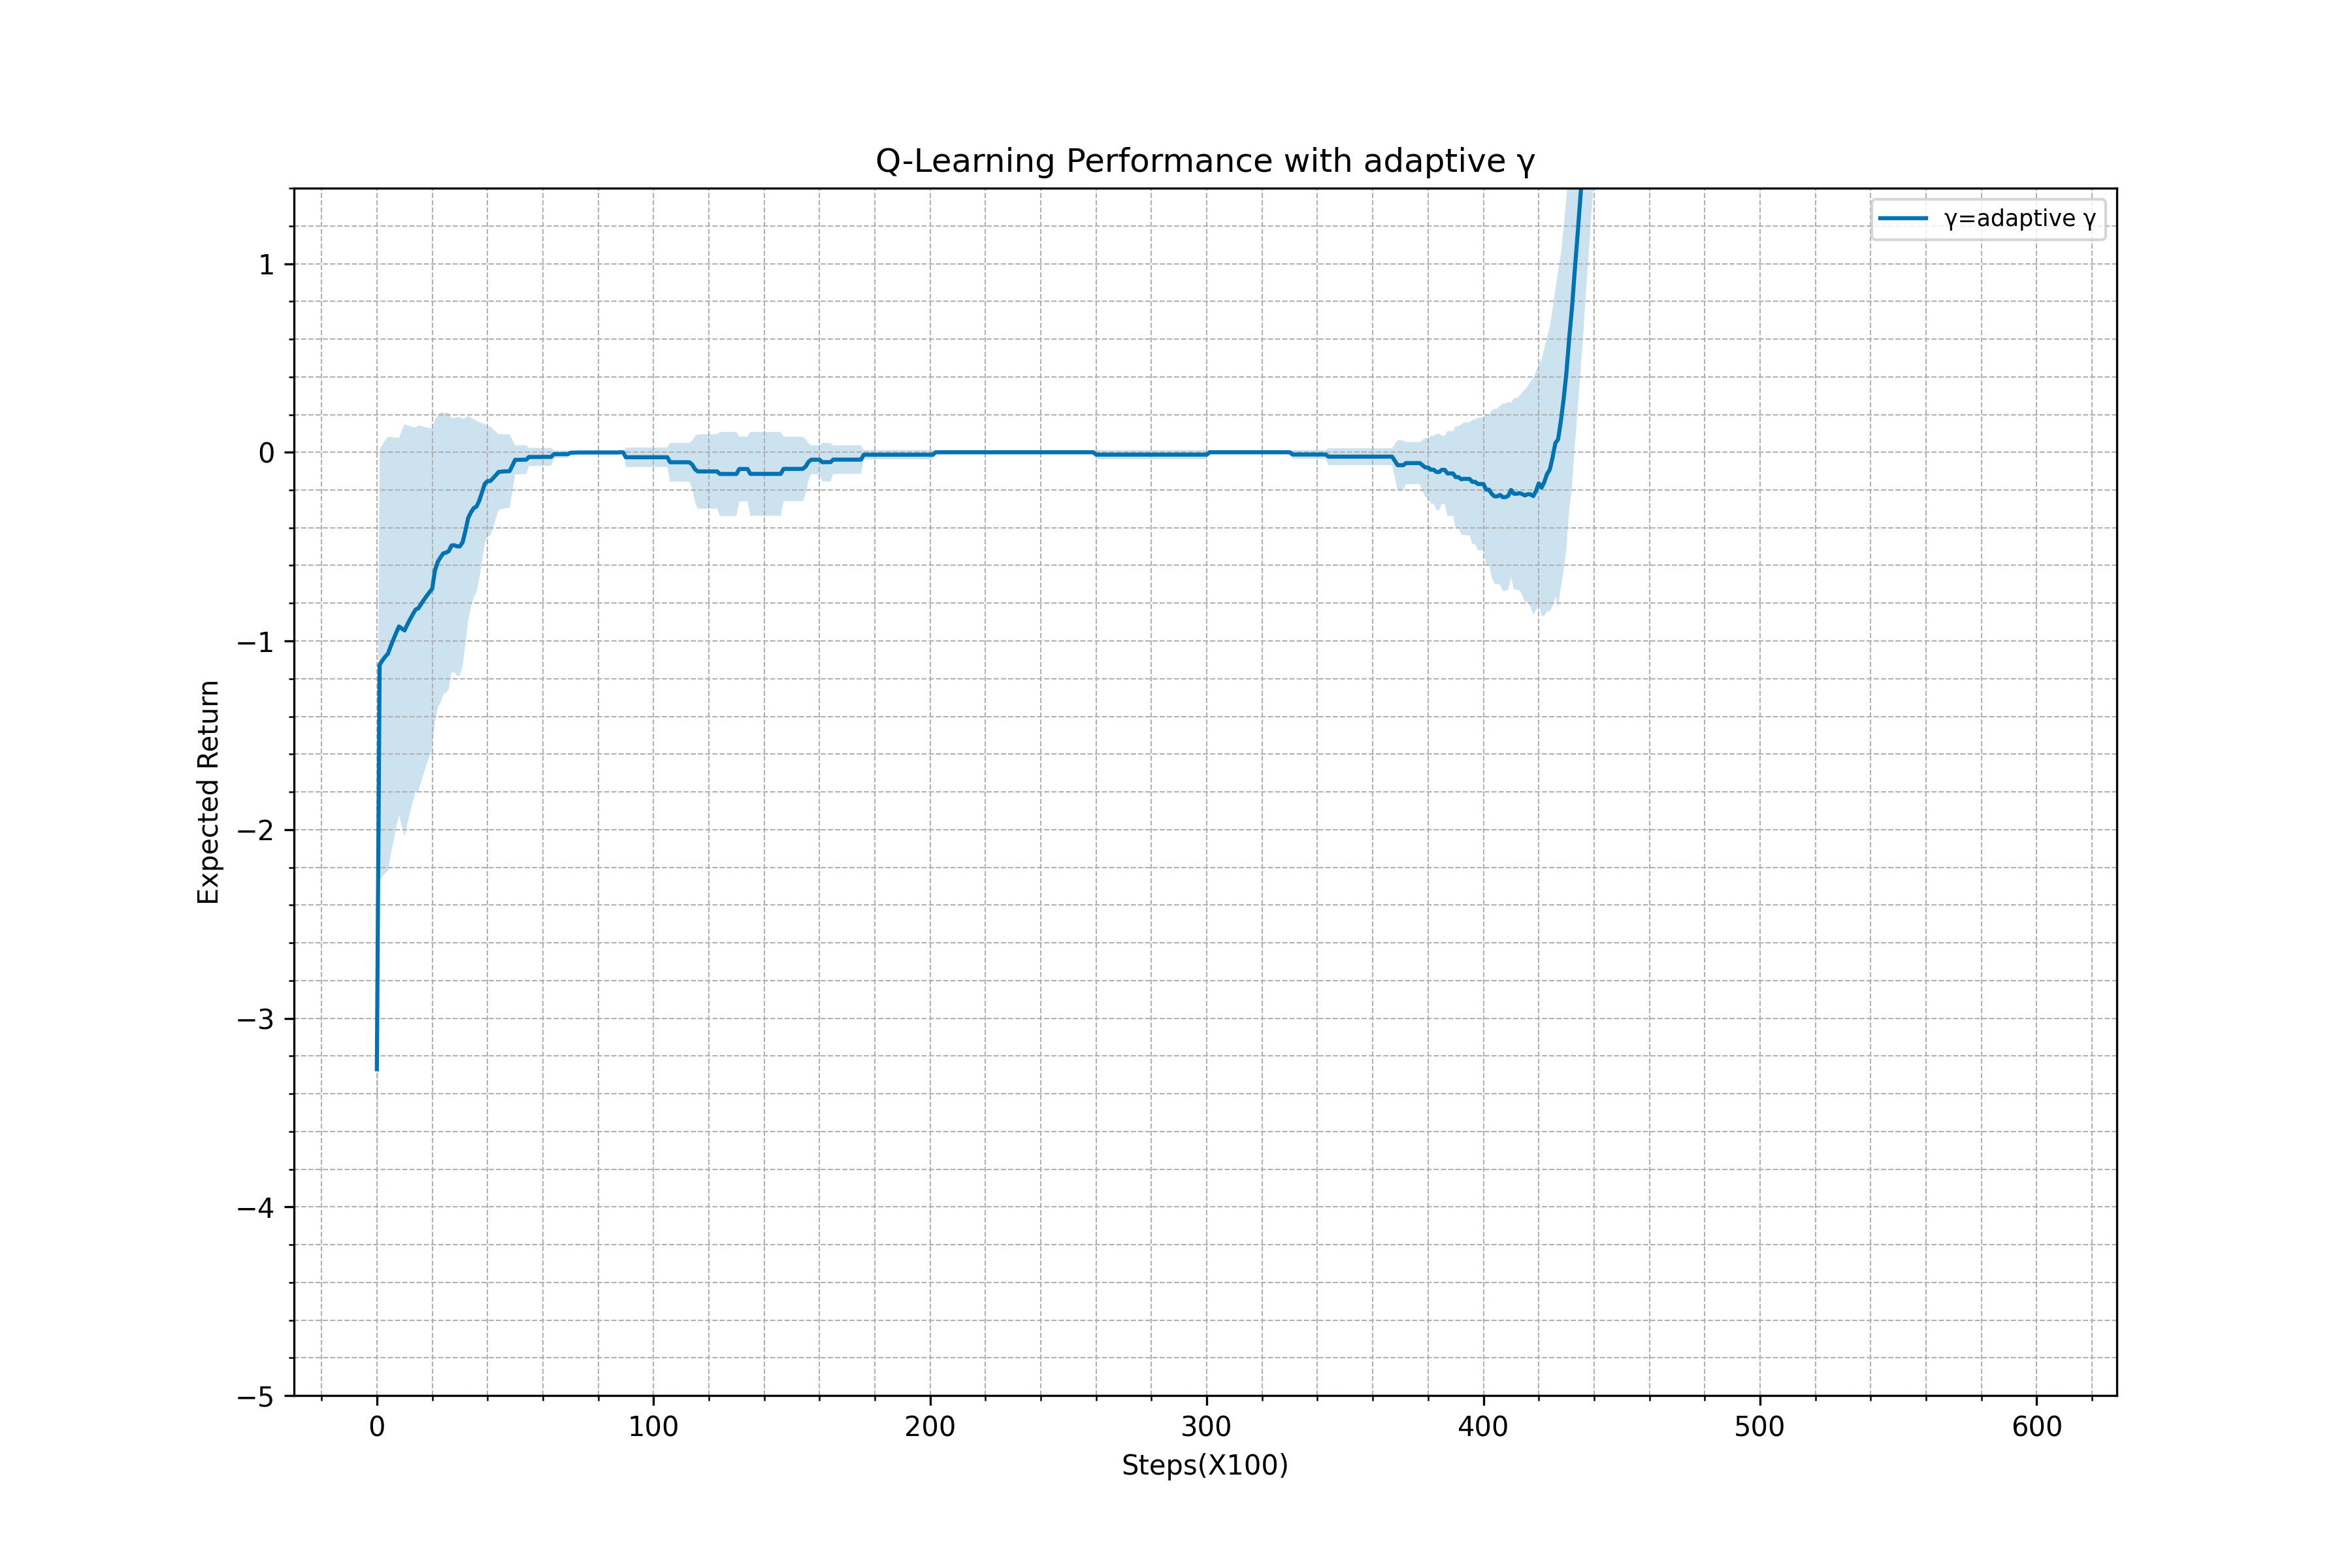 Q-Learning Performance with adaptive γ
γ=adaptive γ
1
0
−1
−2
−3
−4
−5
Expected Return
0 100 200 300 400 500 600
Steps(X100)